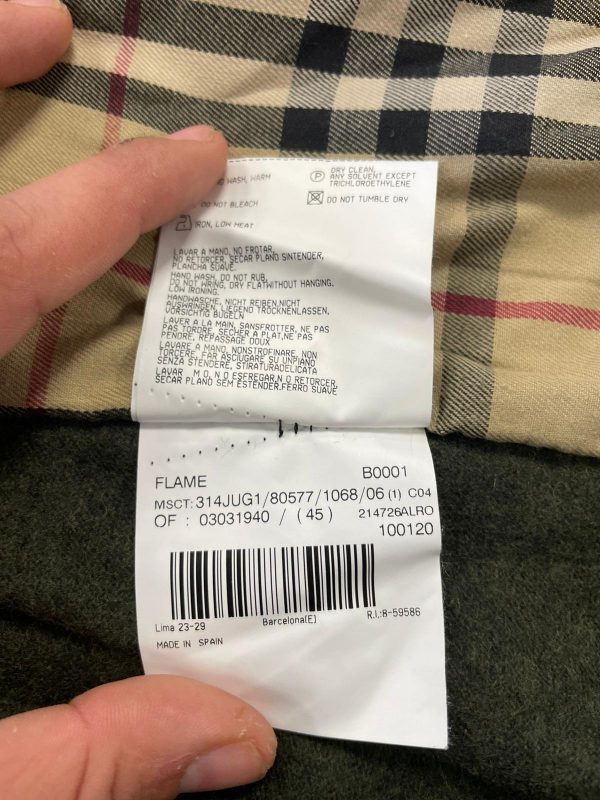 WASH, WARM
DO NOT BLEACH
IRON, LOW HEAT
P
DRY CLEAN,
ANY SOLVENT EXCEPT
TRICHLOROETHYLENE
DO NOT TUMBLE DRY
LAVAR A MANO, NO FROTAR,
NO RETORCER, SECAR PLANO SINTENDER,
PLANCHA SUAVE.
HAND WASH, DO NOT RUB,
DO NOT WRING, DRY FLATWITHOUT HANGING,
LOW IRONING.
HANDWASCHE, NICHT REIBEN,NICHT
AUSWRINGEN, LIEGEND TROCKNENLASSEN,
VORSICHTIG BUGELN
LAVER A LA MAIN, SANSFROTTER, NE PAS
PAS TORDRE, SECHER A PLAT,NE PAS
PENDRE, REPASSAGE DOUX
LAVARE A MANO, NONSTROFINARE, NON
TORCERE, FAR ASCIUGARE SU UNPIANO
SENZA STENDERE, STIRATURADELICATA
LAVAR M O, N O ESFREGAR,N O RETORCER,
SECAR PLANO SEM ESTENDER.FERRO SUAVE
FLAME B0001
MSCT: 314JUG1/80577/1068/06 (1) C04
OF : 03031940 / (45) 214726ALRO
100120
Lima 23-29 Barcelona[E] R.I.:8-59586
MADE IN SPAIN